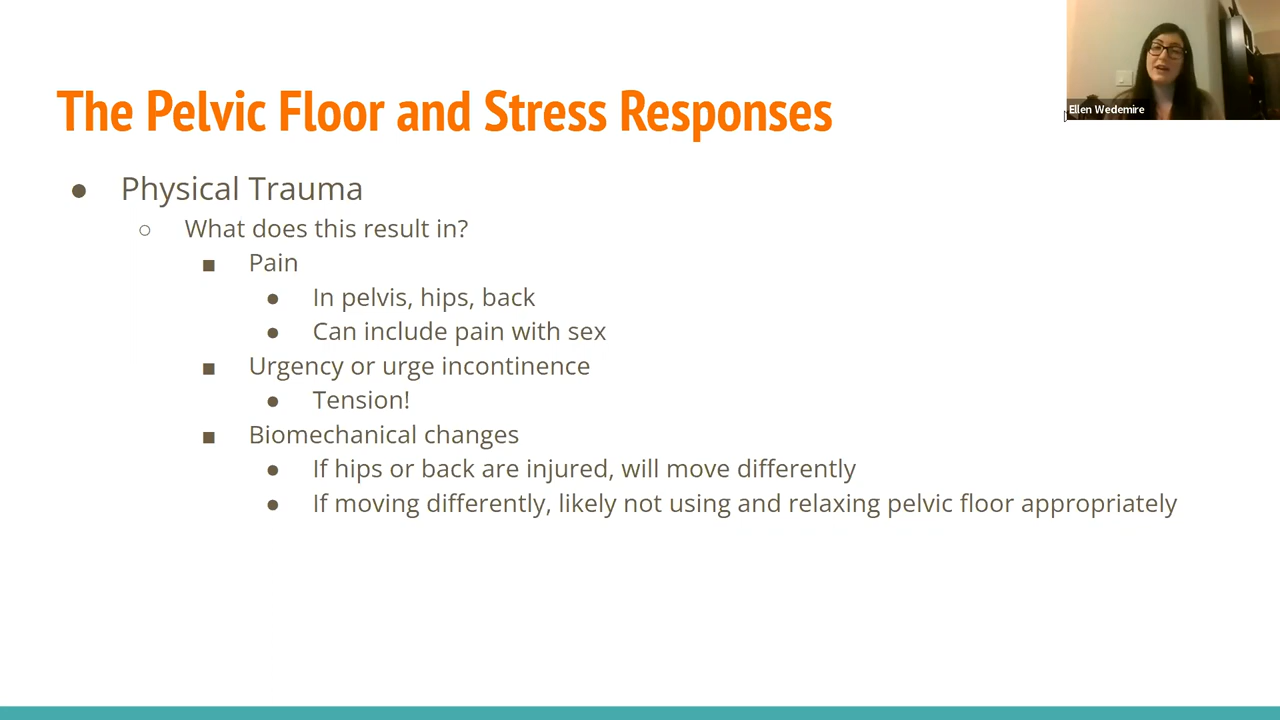 Ellen Wedemire
The Pelvic Floor and Stress Responses
● Physical Trauma
○ What does this result in?
■ Pain
● In pelvis, hips, back
● Can include pain with sex
■ Urgency or urge incontinence
● Tension!
■ Biomechanical changes
● If hips or back are injured, will move differently
● If moving differently, likely not using and relaxing pelvic floor appropriately